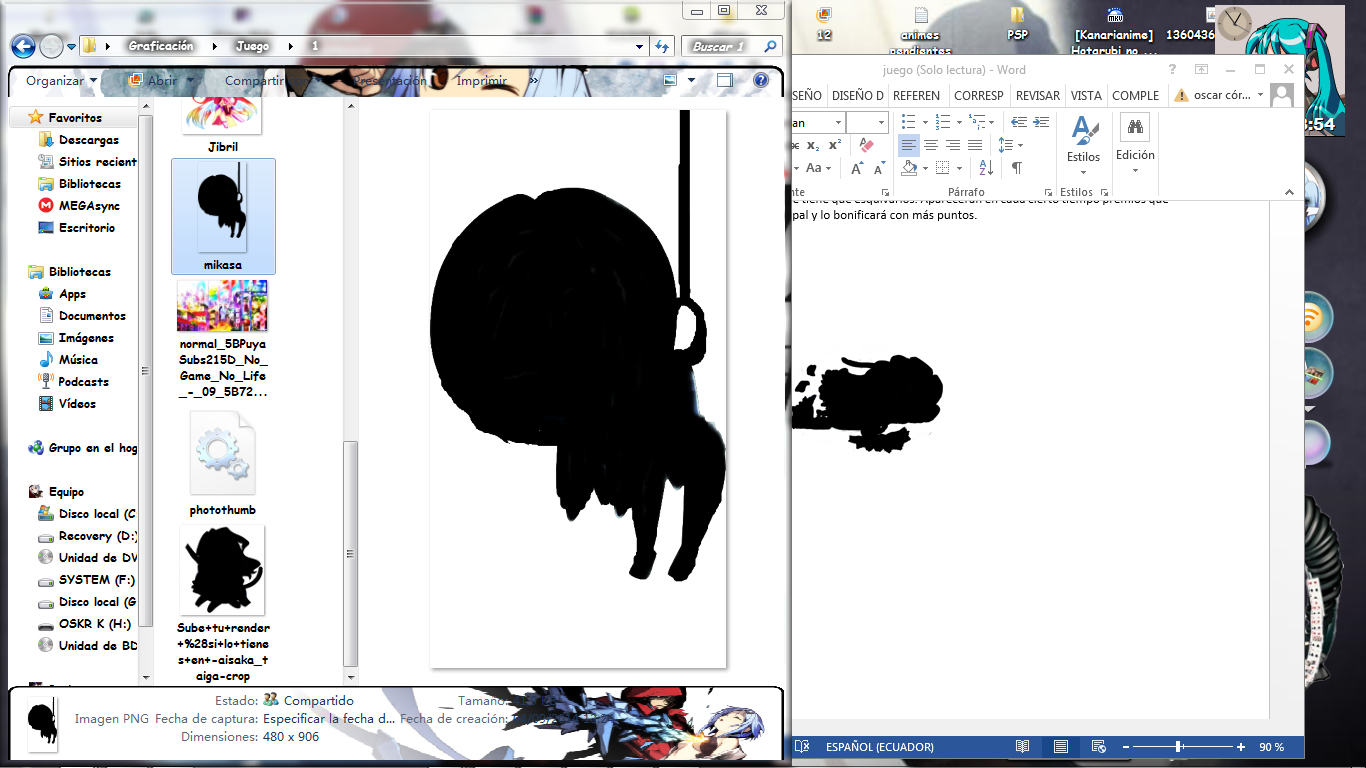 Graficación
Juego
1
Buscar 1
Organizar
Abrir
Compartir
Presentación
Imprimir
»
Favoritos
Descargas
Sitios recient
Bibliotecas
MEGAsync
Escritorio
Bibliotecas
Apps
Documentos
Imágenes
Música
Podcasts
Vídeos
Grupo en el hog
Equipo
Disco local (C
Recovery (D:)
Unidad de DV
SYSTEM (F:)
Disco local (G
OSKR K (H:)
Unidad de BD
Jibril
mikasa
normal_5BPuya
Subs215D_No_
Game_No_Life
_-_09_5B72...
photothumb
Sube+tu+render
+%28si+lo+tiene
s+en+-aisaka_t
aiga-crop
Estado: Compartido
Imagen PNG Fecha de captura: Especificar la fecha d...
Fecha de creación:
Dimensiones: 480 x 906
12
animes
pendientes
PSP
[Kanarianime]
Hotarubi no ...
1360436
:54
juego (Solo lectura) - Word
SEÑO DISEÑO D REFEREN CORRESP REVISAR VISTA COMPLE oscar cór...
Estilos
Edición
Párrafo
Estilos
pal y lo bonificará con más puntos.
ESPAÑOL (ECUADOR)
90 %